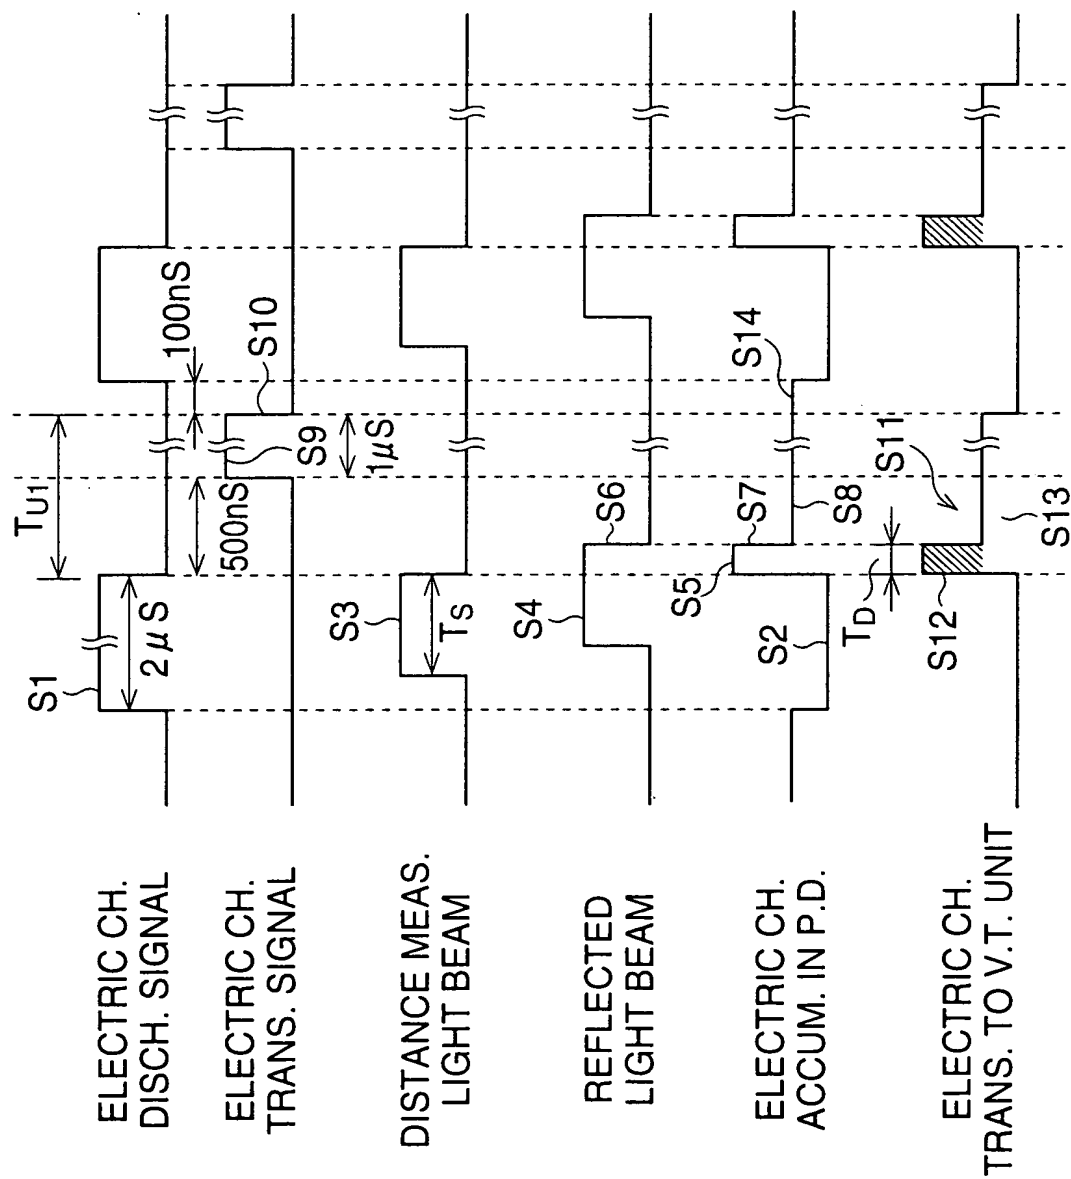 ELECTRIC CH.
DISCH. SIGNAL
S1
2μS
TU1
100nS
ELECTRIC CH.
TRANS. SIGNAL
500nS
S9
S10
1μS
DISTANCE MEAS.
LIGHT BEAM
S3
TS
REFLECTED
LIGHT BEAM
S4
S6
ELECTRIC CH.
ACCUM. IN P.D.
S2
S5
S7
S8
S14
TD
ELECTRIC CH.
TRANS. TO V.T. UNIT
S12
S11
S13